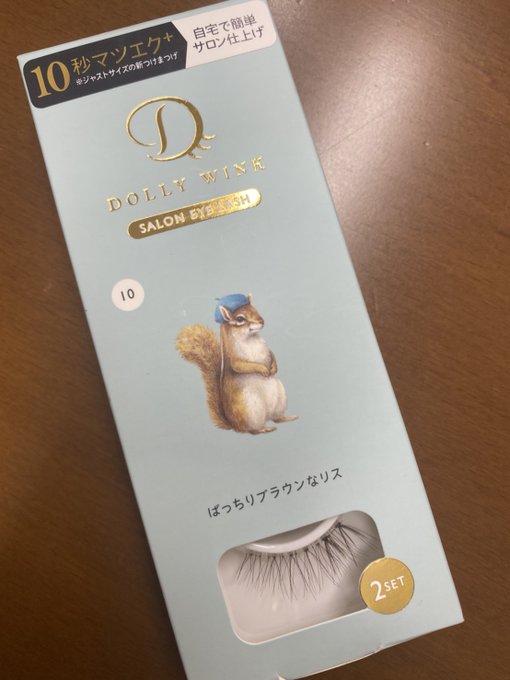 10秒マツエク+
※ジャストサイズの新つけまつげ
自宅で簡単
サロン仕上げ
D
DOLLY WINK
SALON EYE LASH
10
ぱっちりブラウンなリス
2SET